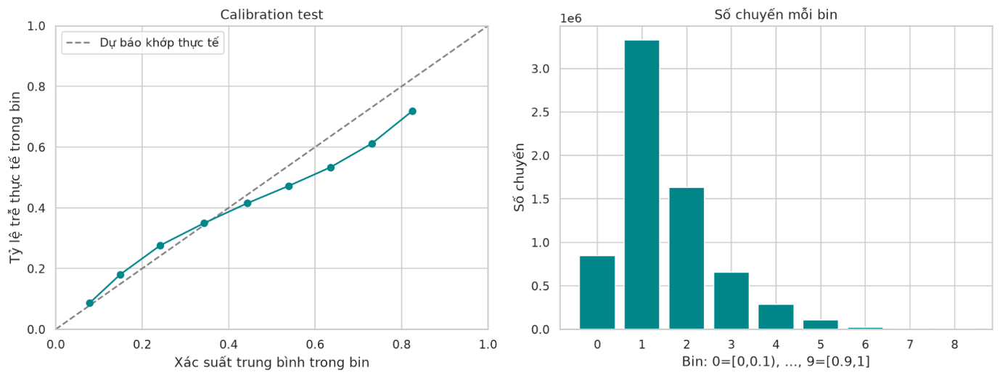 Calibration test
1.0
0.8
0.6
0.4
0.2
0.0
Tỷ lệ trễ thực tế trong bin
Dự báo khớp thực tế
0.0 0.2 0.4 0.6 0.8 1.0
Xác suất trung bình trong bin
Số chuyến mỗi bin
1e6
3.0
2.5
2.0
1.5
1.0
0.5
0.0
Số chuyến
0 1 2 3 4 5 6 7 8
Bin: 0=[0,0.1), ..., 9=[0.9,1]